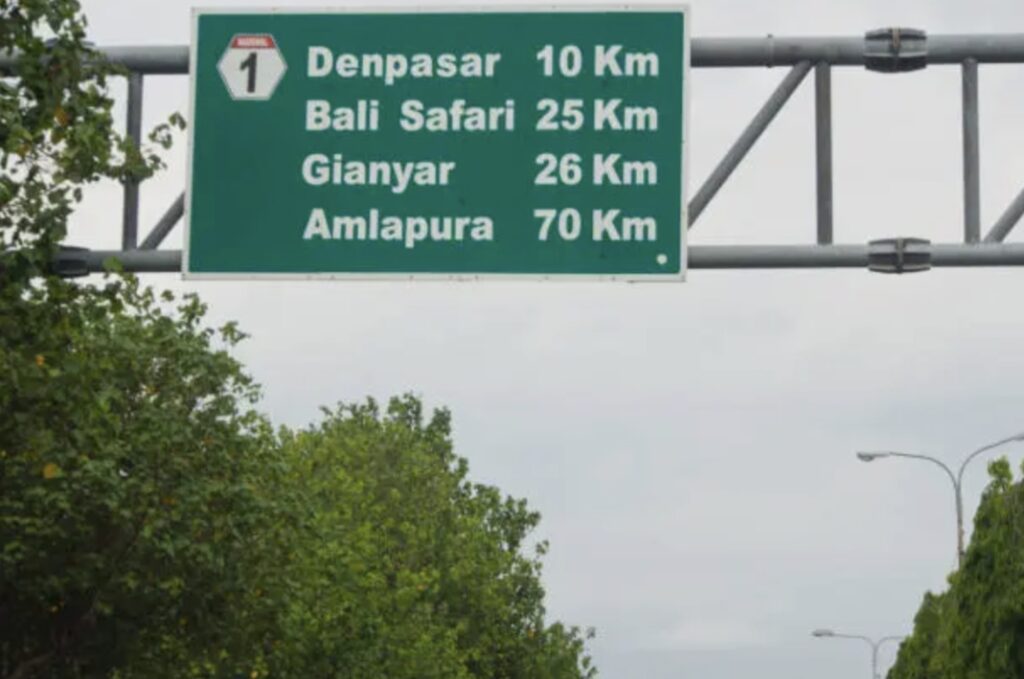 NASIONAL
1
Denpasar 10 Km
Bali Safari 25 Km
Gianyar 26 Km
Amlapura 70 Km